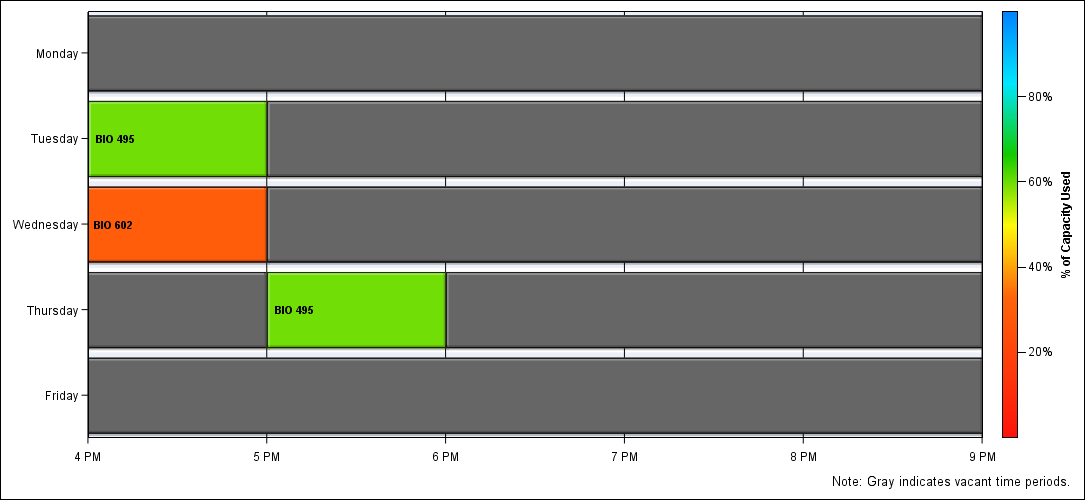 Monday
Tuesday
BIO 495
Wednesday
BIO 602
Thursday
BIO 495
Friday
4 PM 5 PM 6 PM 7 PM 8 PM 9 PM
80%
60%
40%
20%
% of Capacity Used
Note: Gray indicates vacant time periods.